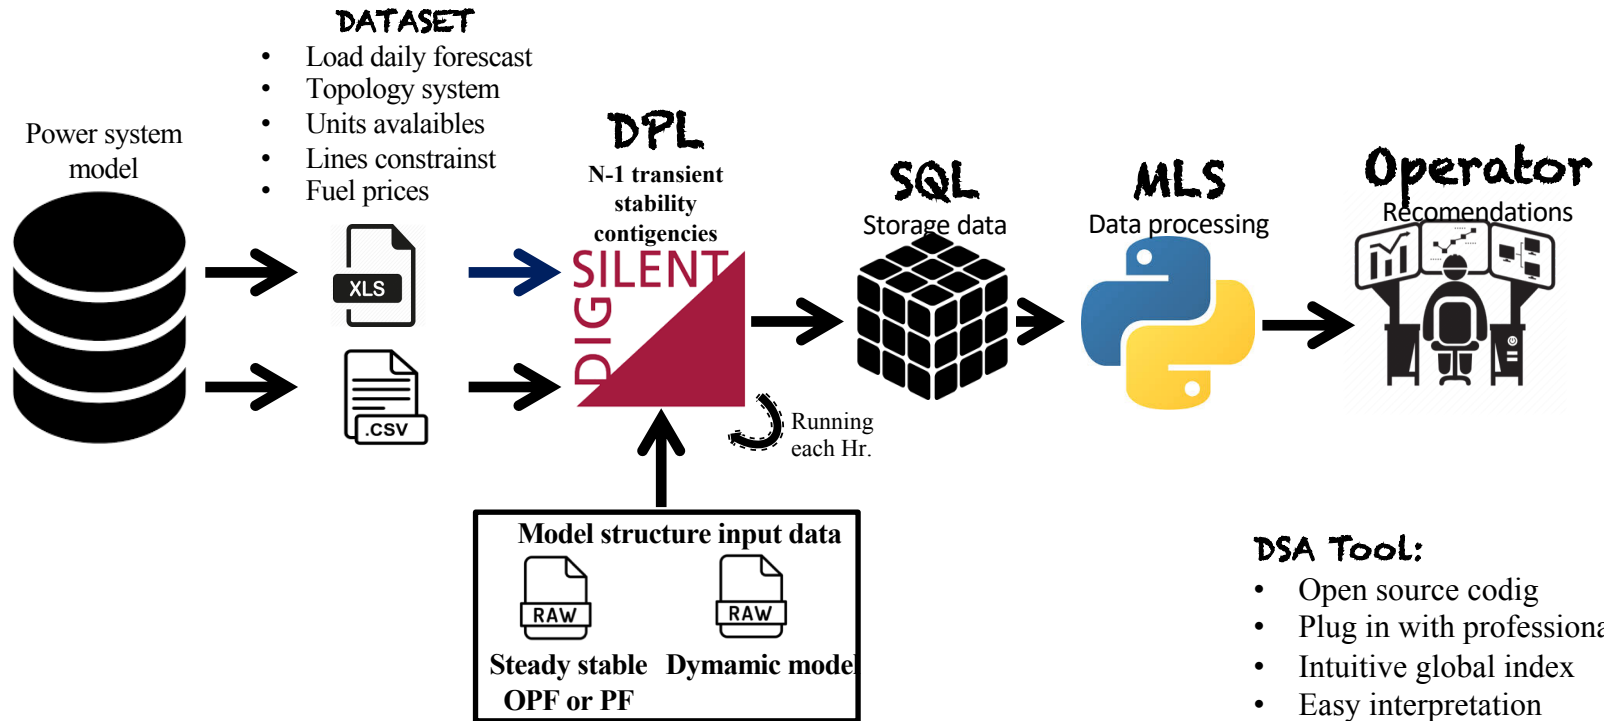 DATASET
• Load daily forescast
• Topology system
• Units avalaibles
• Lines constrainst
• Fuel prices
Power system
model
XLS
.CSV
DPL
N-1 transient
stability
contigencies
DIG
SILENT
Running
each Hr.
Model structure input data
RAW
RAW
Steady stable
OPF or PF
Dymamic model
SQL
Storage data
MLS
Data processing
Operator
Recomendations
DSA Tool:
• Open source codig
• Plug in with professiona
• Intuitive global index
• Easy interpretation